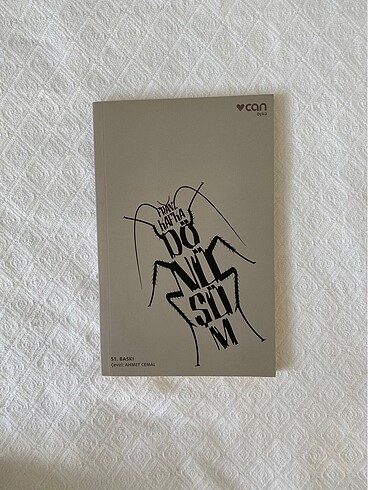 can
öykü
FRANZ
KAFKA
DÖ
NÜ
ŞÜ
M
51. BASKI
Çeviri: AHMET CEMAL